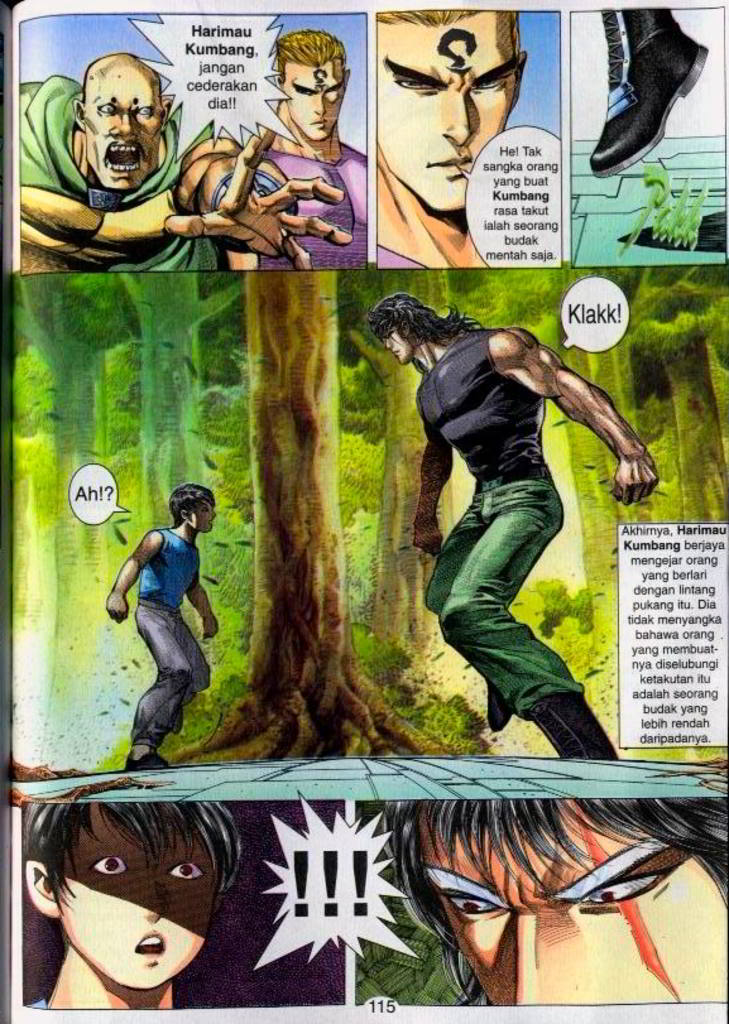 Harimau
Kumbang,
jangan
cederakan
dia!!
He! Tak
sangka orang
yang buat
Kumbang
rasa takut
ialah seorang
budak
mentah saja.
Klakk!
Ah!?
Akhirnya, Harimau
Kumbang berjaya
mengejar orang
yang berlari
dengan lintang
pukang itu. Dia
tidak menyangka
bahawa orang
yang membuat-
nya diselubungi
ketakutan itu
adalah seorang
budak yang
lebih rendah
daripadanya.
!!!
115